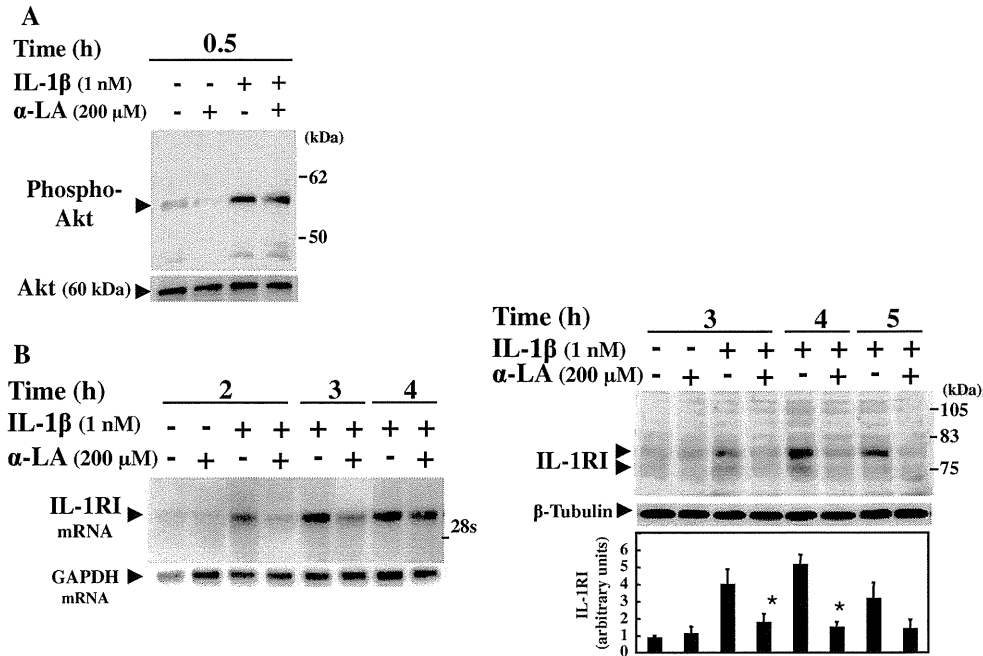 A
Time (h) 0.5
IL-1β (1 nM) - - + +
α-LA (200 μM) - + - +
(kDa)
62
Phospho-
Akt
50
Akt (60 kDa)
B
Time (h) 2 3 4
IL-1β (1 nM) - - + + + + + +
α-LA (200 μM) - + - + - + - +
IL-1RI
mRNA
28s
GAPDH
mRNA
Time (h) 3 4 5
IL-1β (1 nM) - - + + + + + +
α-LA (200 μM) - + - + - + - +
(kDa)
105
83
IL-1RI
75
β-Tubulin
IL-1RI
(arbitrary units)
6
5
4
3
2
1
0
* *